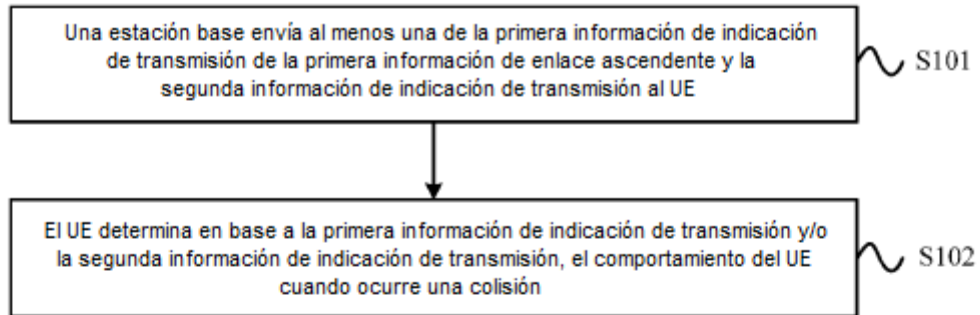 Una estación base envía al menos una de la primera información de indicación
de transmisión de la primera información de enlace ascendente y la
segunda información de indicación de transmisión al UE
S101
El UE determina en base a la primera información de indicación de transmisión y/o
la segunda información de indicación de transmisión, el comportamiento del UE
cuando ocurre una colisión
S102